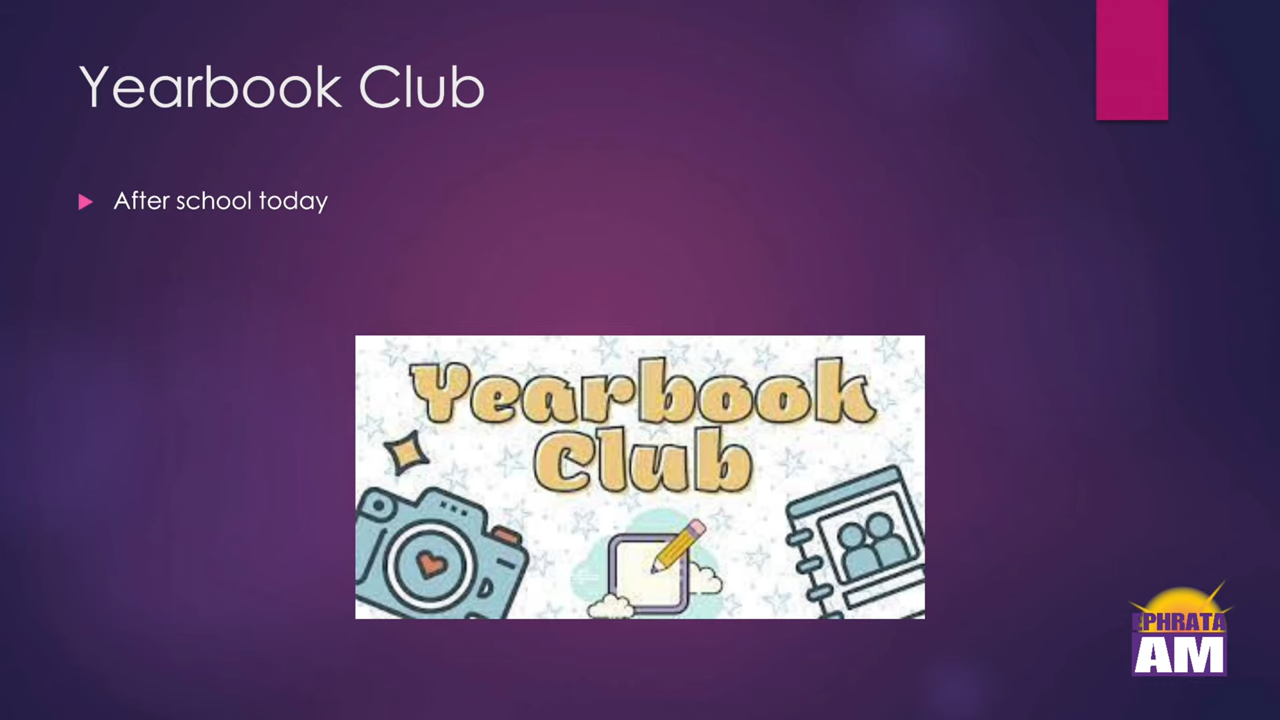 Yearbook Club
After school today
Yearbook
Club
EPHRATA
AM